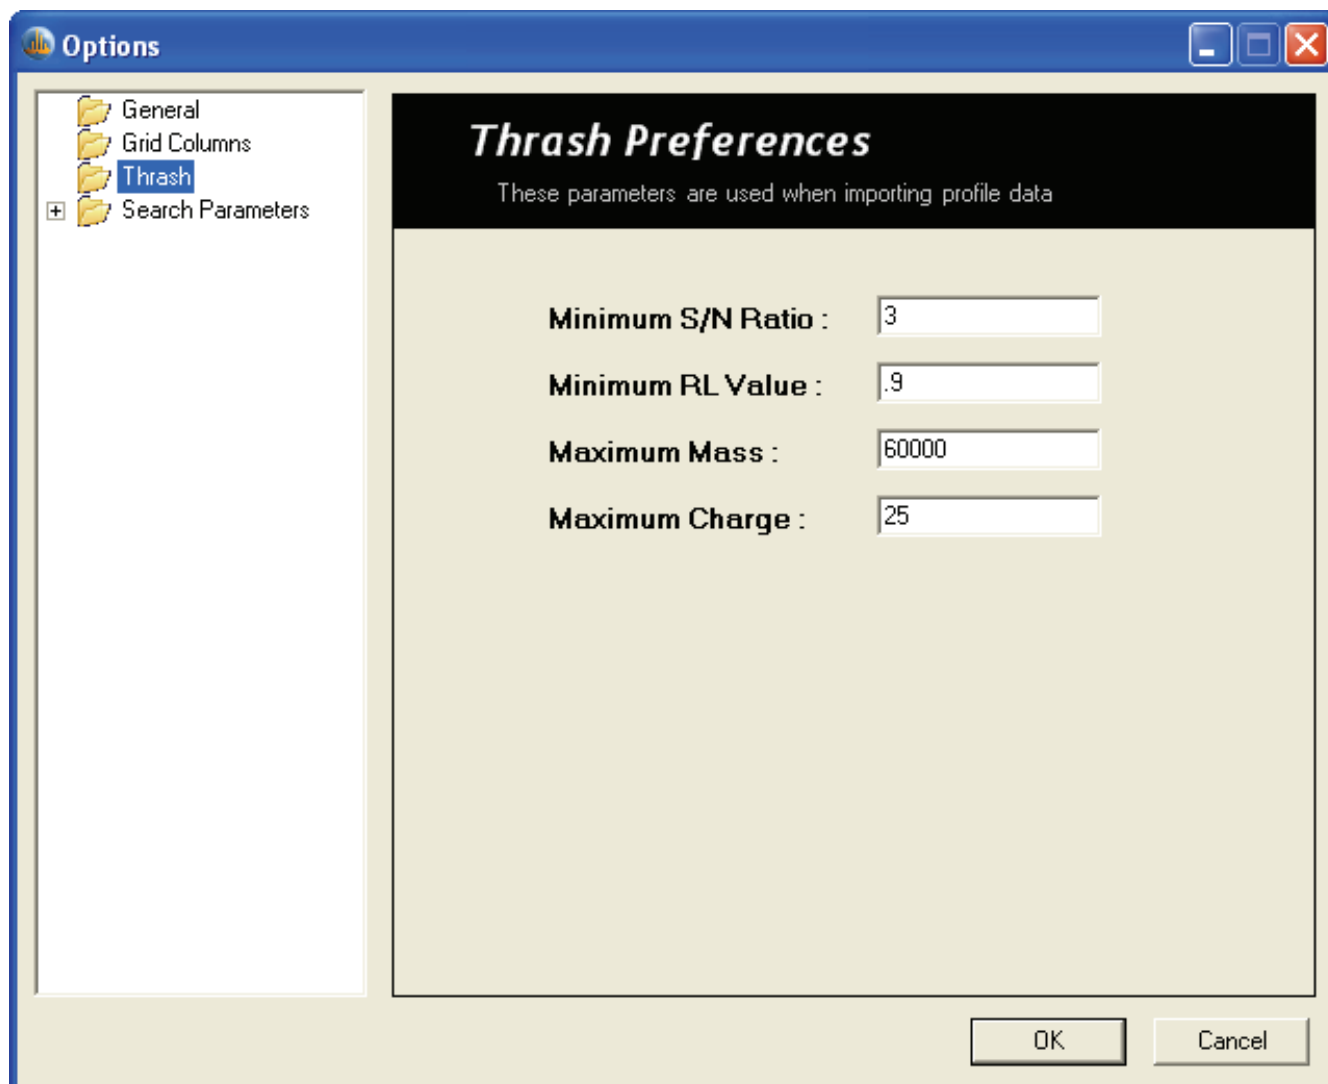 Options
General
Grid Columns
Thrash
Search Parameters
Thrash Preferences
These parameters are used when importing profile data
Minimum S/N Ratio : 3
Minimum RL Value : .9
Maximum Mass : 60000
Maximum Charge : 25
OK Cancel